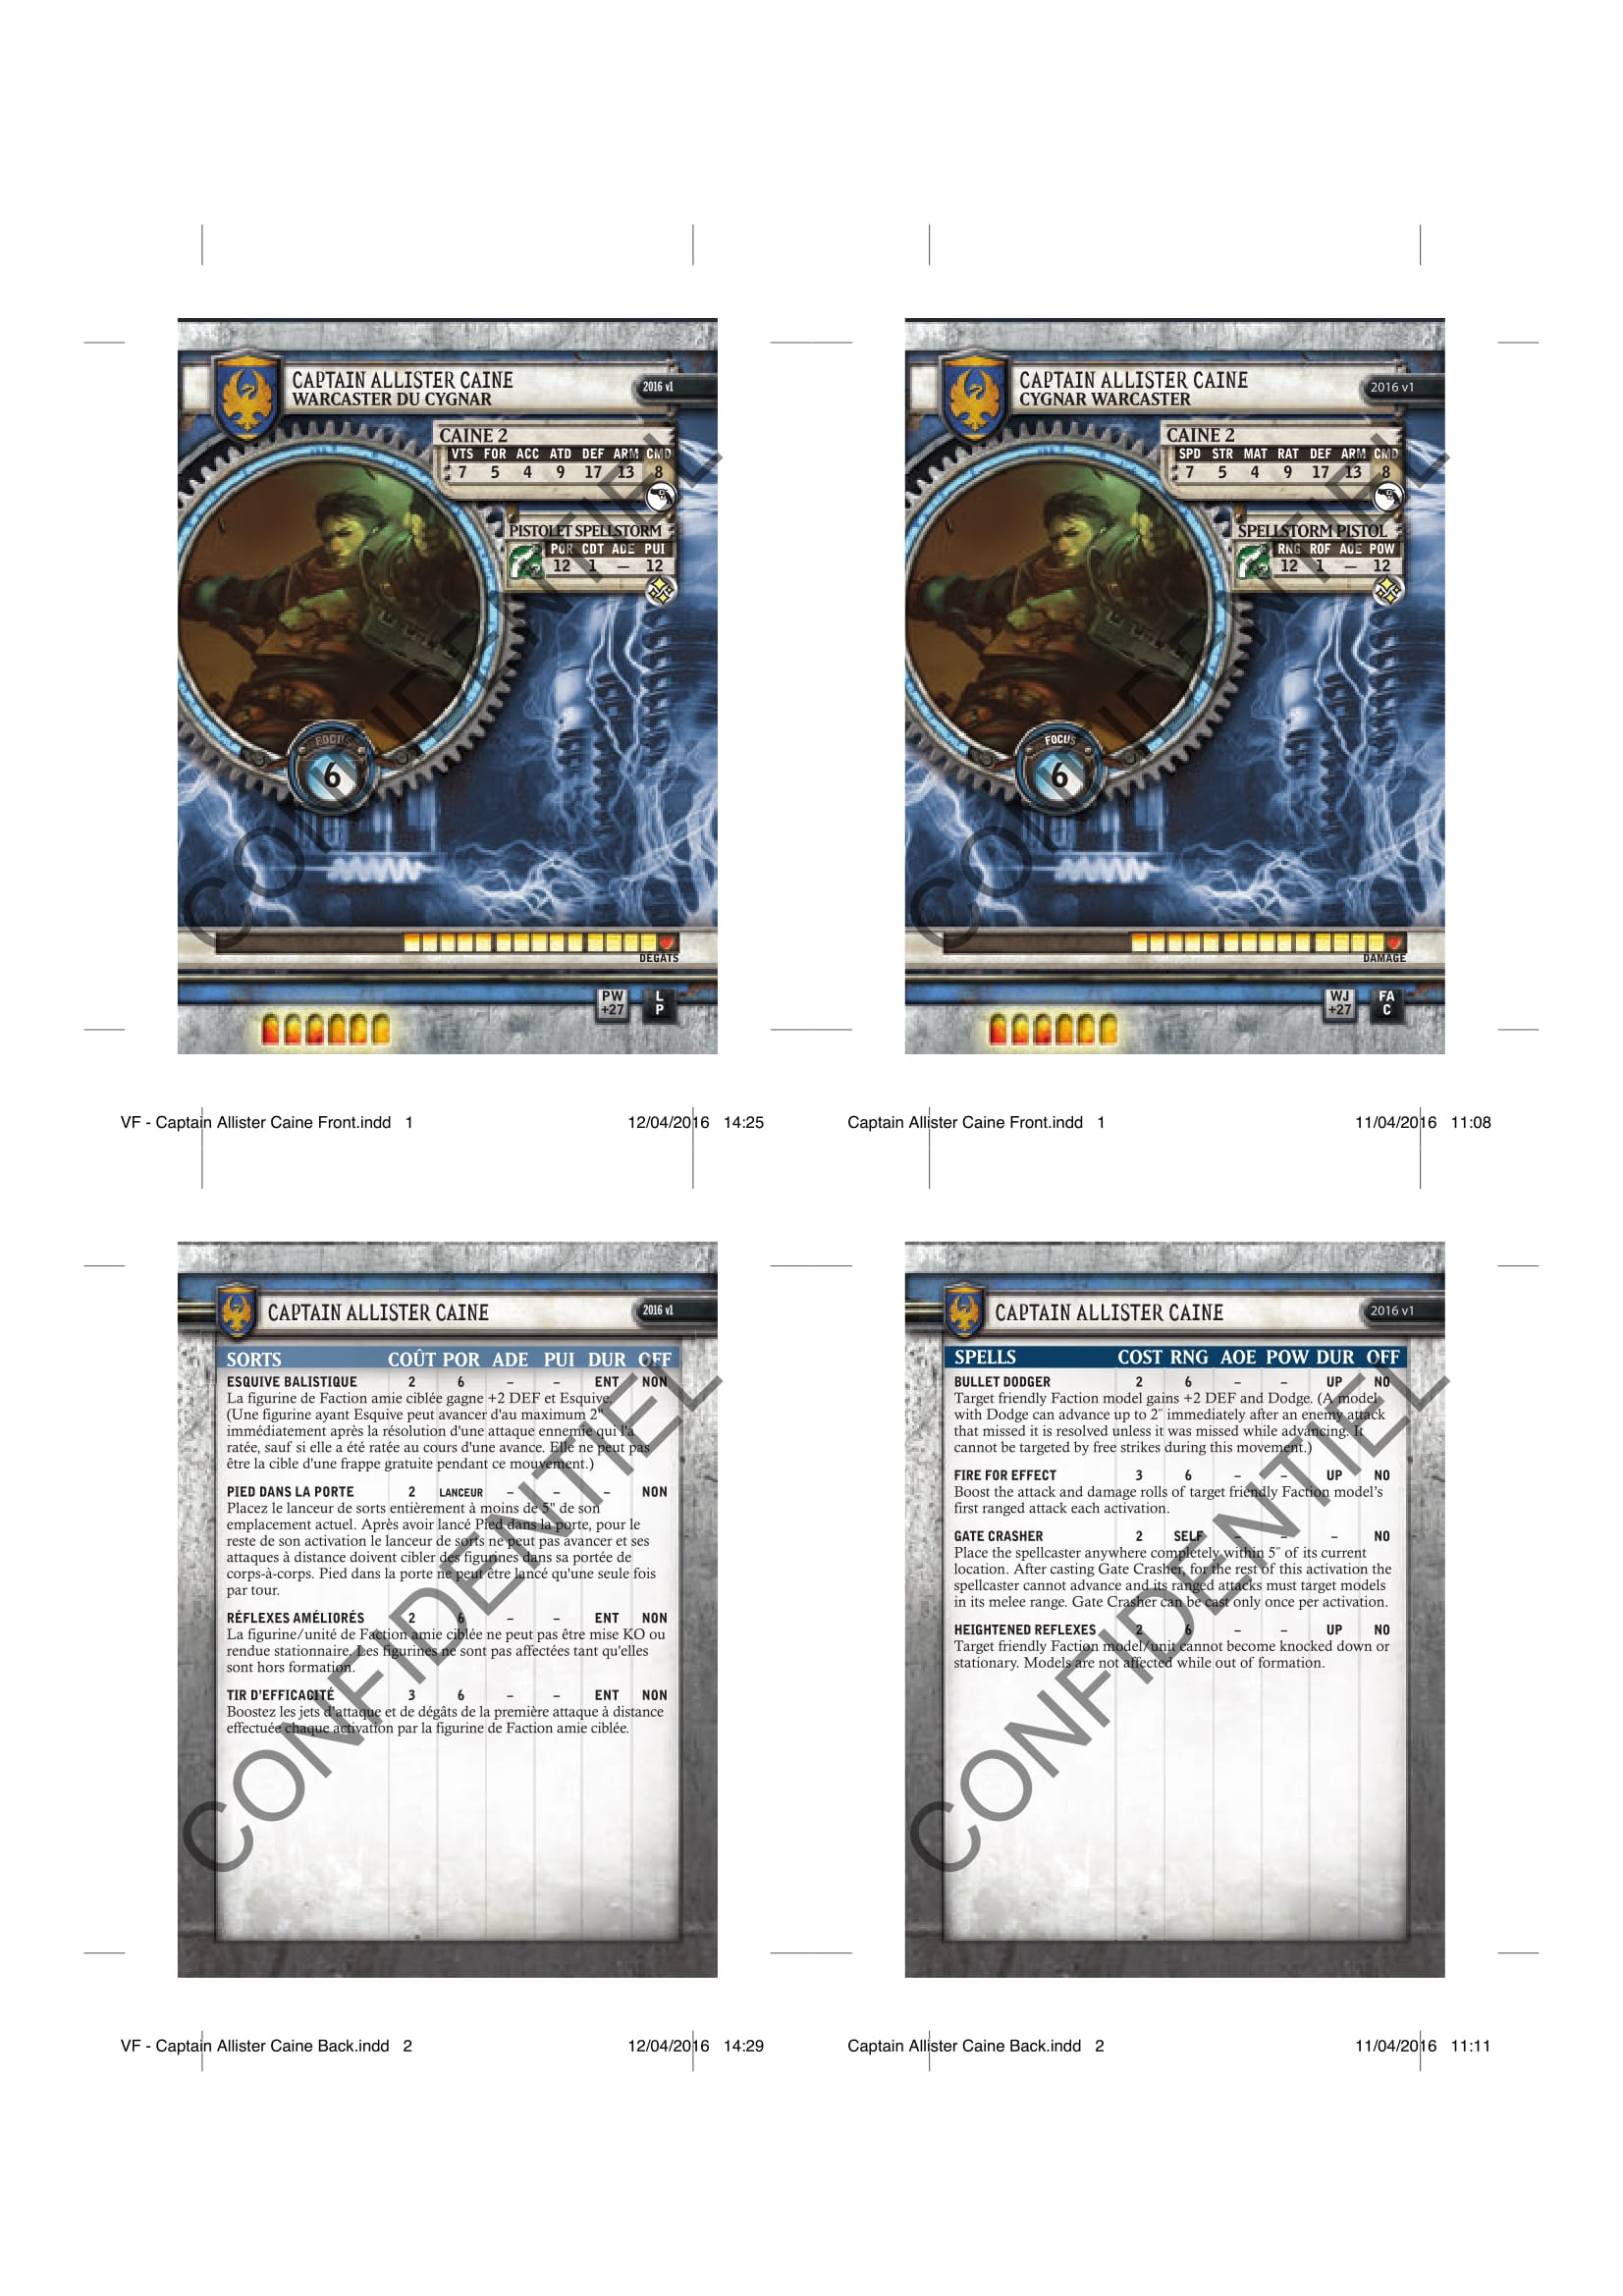 CAPTAIN ALLISTER CAINE
WARCASTER DU CYGNAR
2016 v1
CAINE 2
VTS FOR ACC ATD DEF ARM CMD
7 5 4 9 17 13 8
PISTOLET SPELLSTORM
POR CDT ADE PUI
12 1 — 12
FOCUS
6
DÉGÂTS
PW
+27
L
P
CONFIDENTIEL
VF - Captain Allister Caine Front.indd 1
12/04/2016 14:25
CAPTAIN ALLISTER CAINE
CYGNAR WARCASTER
2016 v1
CAINE 2
SPD STR MAT RAT DEF ARM CMD
7 5 4 9 17 13 8
SPELLSTORM PISTOL
RNG ROF AOE POW
12 1 — 12
FOCUS
6
DAMAGE
WJ
+27
FA
C
CONFIDENTIEL
Captain Allister Caine Front.indd 1
11/04/2016 11:08
CAPTAIN ALLISTER CAINE
2016 v1
SORTS COÛT POR ADE PUI DUR OFF
ESQUIVE BALISTIQUE 2 6 – – ENT NON
La figurine de Faction amie ciblée gagne +2 DEF et Esquive.
(Une figurine ayant Esquive peut avancer d'au maximum 2"
immédiatement après la résolution d'une attaque ennemie qui l'a
ratée, sauf si elle a été ratée au cours d'une avance. Elle ne peut pas
être la cible d'une frappe gratuite pendant ce mouvement.)
PIED DANS LA PORTE 2 LANCEUR – – – NON
Placez le lanceur de sorts entièrement à moins de 5" de son
emplacement actuel. Après avoir lancé Pied dans la porte, pour le
reste de son activation le lanceur de sorts ne peut pas avancer et ses
attaques à distance doivent cibler des figurines dans sa portée de
corps-à-corps. Pied dans la porte ne peut être lancé qu'une seule fois
par tour.
RÉFLEXES AMÉLIORÉS 2 6 – – ENT NON
La figurine/unité de Faction amie ciblée ne peut pas être mise KO ou
rendue stationnaire. Les figurines ne sont pas affectées tant qu'elles
sont hors formation.
TIR D'EFFICACITÉ 3 6 – – ENT NON
Boostez les jets d'attaque et de dégâts de la première attaque à distance
effectuée chaque activation par la figurine de Faction amie ciblée.
CONFIDENTIEL
VF - Captain Allister Caine Back.indd 2
12/04/2016 14:29
CAPTAIN ALLISTER CAINE
2016 v1
SPELLS COST RNG AOE POW DUR OFF
BULLET DODGER 2 6 – – UP NO
Target friendly Faction model gains +2 DEF and Dodge. (A model
with Dodge can advance up to 2˝ immediately after an enemy attack
that missed it is resolved unless it was missed while advancing. It
cannot be targeted by free strikes during this movement.)
FIRE FOR EFFECT 3 6 – – UP NO
Boost the attack and damage rolls of target friendly Faction model's
first ranged attack each activation.
GATE CRASHER 2 SELF – – – NO
Place the spellcaster anywhere completely within 5˝ of its current
location. After casting Gate Crasher, for the rest of this activation the
spellcaster cannot advance and its ranged attacks must target models
in its melee range. Gate Crasher can be cast only once per activation.
HEIGHTENED REFLEXES 2 6 – – UP NO
Target friendly Faction model/unit cannot become knocked down or
stationary. Models are not affected while out of formation.
CONFIDENTIEL
Captain Allister Caine Back.indd 2
11/04/2016 11:11